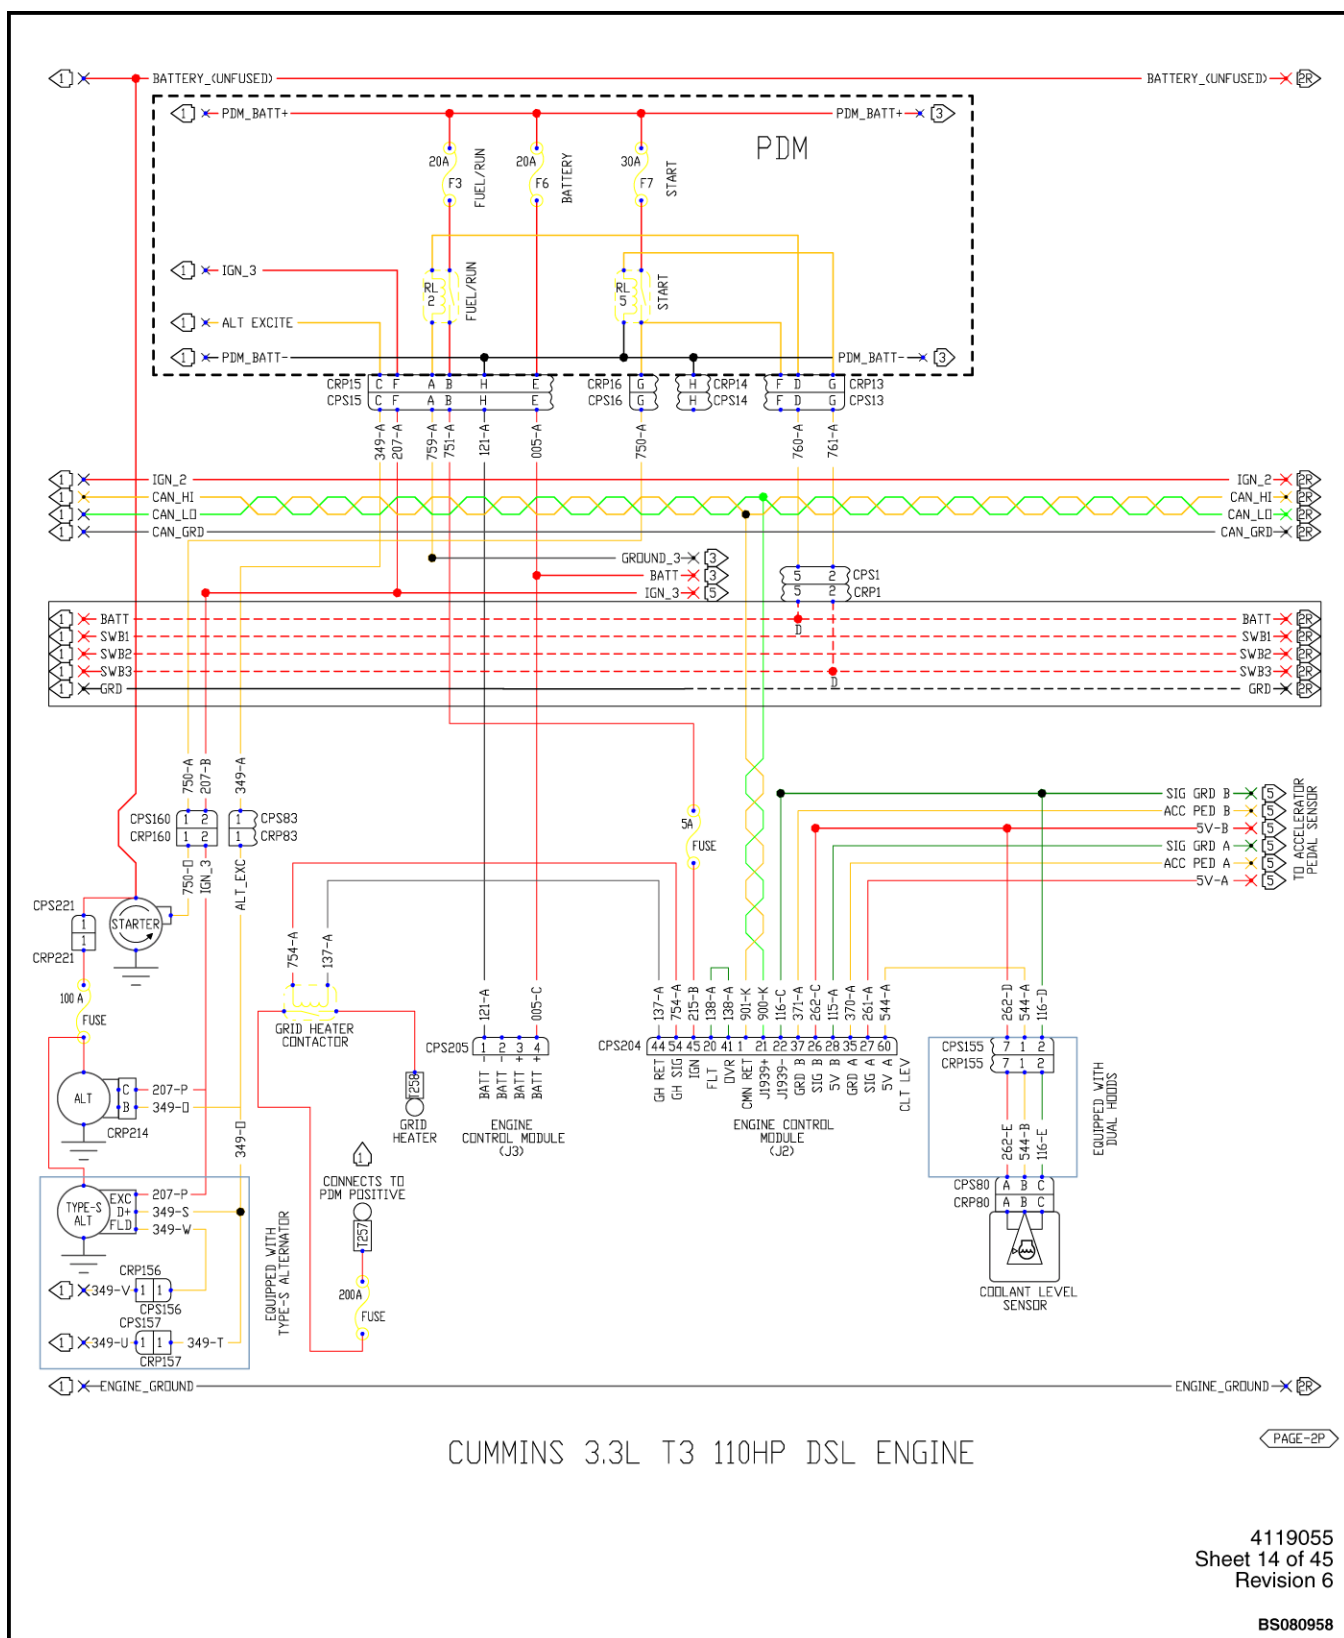 1 BATTERY_(UNFUSED) BATTERY_(UNFUSED) 2R
1 PDM_BATT+ PDM_BATT+ 3
PDM
20A F3 FUEL/RUN
20A F6 BATTERY
30A F7 START
1 IGN_3
RL 2 FUEL/RUN
RL 5 START
1 ALT EXCITE
1 PDM_BATT- PDM_BATT- 3
CRP15 C F A B H E CRP16 G H CRP14 F D G CRP13
CPS15 C F A B H E CPS16 G H CPS14 F D G CPS13
349-A 207-A 759-A 751-A 121-A 005-A 750-A 760-A 761-A
1 IGN_2 IGN_2 2R
1 CAN_HI CAN_HI 2R
1 CAN_LO CAN_LO 2R
1 CAN_GRD CAN_GRD 2R
GROUND_3 3
BATT 3
IGN_3 5
5 2 CPS1
5 2 CRP1
1 BATT BATT 2R
D
1 SWB1 SWB1 2R
1 SWB2 SWB2 2R
1 SWB3 SWB3 2R
D
1 GRD GRD 2R
750-A 207-B 349-A
CPS160 1 2 1 CPS83
CRP160 1 2 1 CRP83
750-O IGN_3 ALT_EXC
5A
FUSE
SIG GRD B 5
ACC PED B 5
5V-B 5
SIG GRD A 5
ACC PED A 5
5V-A 5
TO ACCELERATOR
PEDAL SENSOR
CPS221
1
1
CRP221
STARTER
100 A
FUSE
754-A 137-A
GRID HEATER
CONTACTOR
T258
GRID
HEATER
121-A 005-C
CPS205 1 2 3 4
BATT - BATT - BATT + BATT +
ENGINE
CONTROL MODULE
(J3)
137-A 754-A 215-B 138-A 138-A 901-K 900-K 116-C 371-A 262-C 115-A 370-A 261-A 544-A
CPS204 44 54 45 20 41 1 21 22 37 26 28 35 27 60
GH RET GH SIG IGN FLT OVR CMN RET J1939+ J1939- GRD B SIG B 5V B GRD A SIG A 5V A CLT LEV
ENGINE CONTROL
MODULE
(J2)
262-D 544-A 116-D
CPS155 7 1 2
CRP155 7 1 2
262-E 544-B 116-E
EQUIPPED WITH
DUAL HOODS
CPS80 A B C
CRP80 A B C
COOLANT LEVEL
SENSOR
ALT
C 207-P
B 349-O
CRP214
349-O
TYPE-S
ALT
EXC 207-P
D+ 349-S
FLD 349-W
CRP156
1 349-V 1 1
CPS156
CPS157
1 349-U 1 1 349-T
CRP157
EQUIPPED WITH
TYPE-S ALTERNATOR
1
CONNECTS TO
PDM POSITIVE
T257
200A
FUSE
1 ENGINE_GROUND ENGINE_GROUND 2R
PAGE-2P
CUMMINS 3.3L T3 110HP DSL ENGINE
4119055
Sheet 14 of 45
Revision 6
BS080958